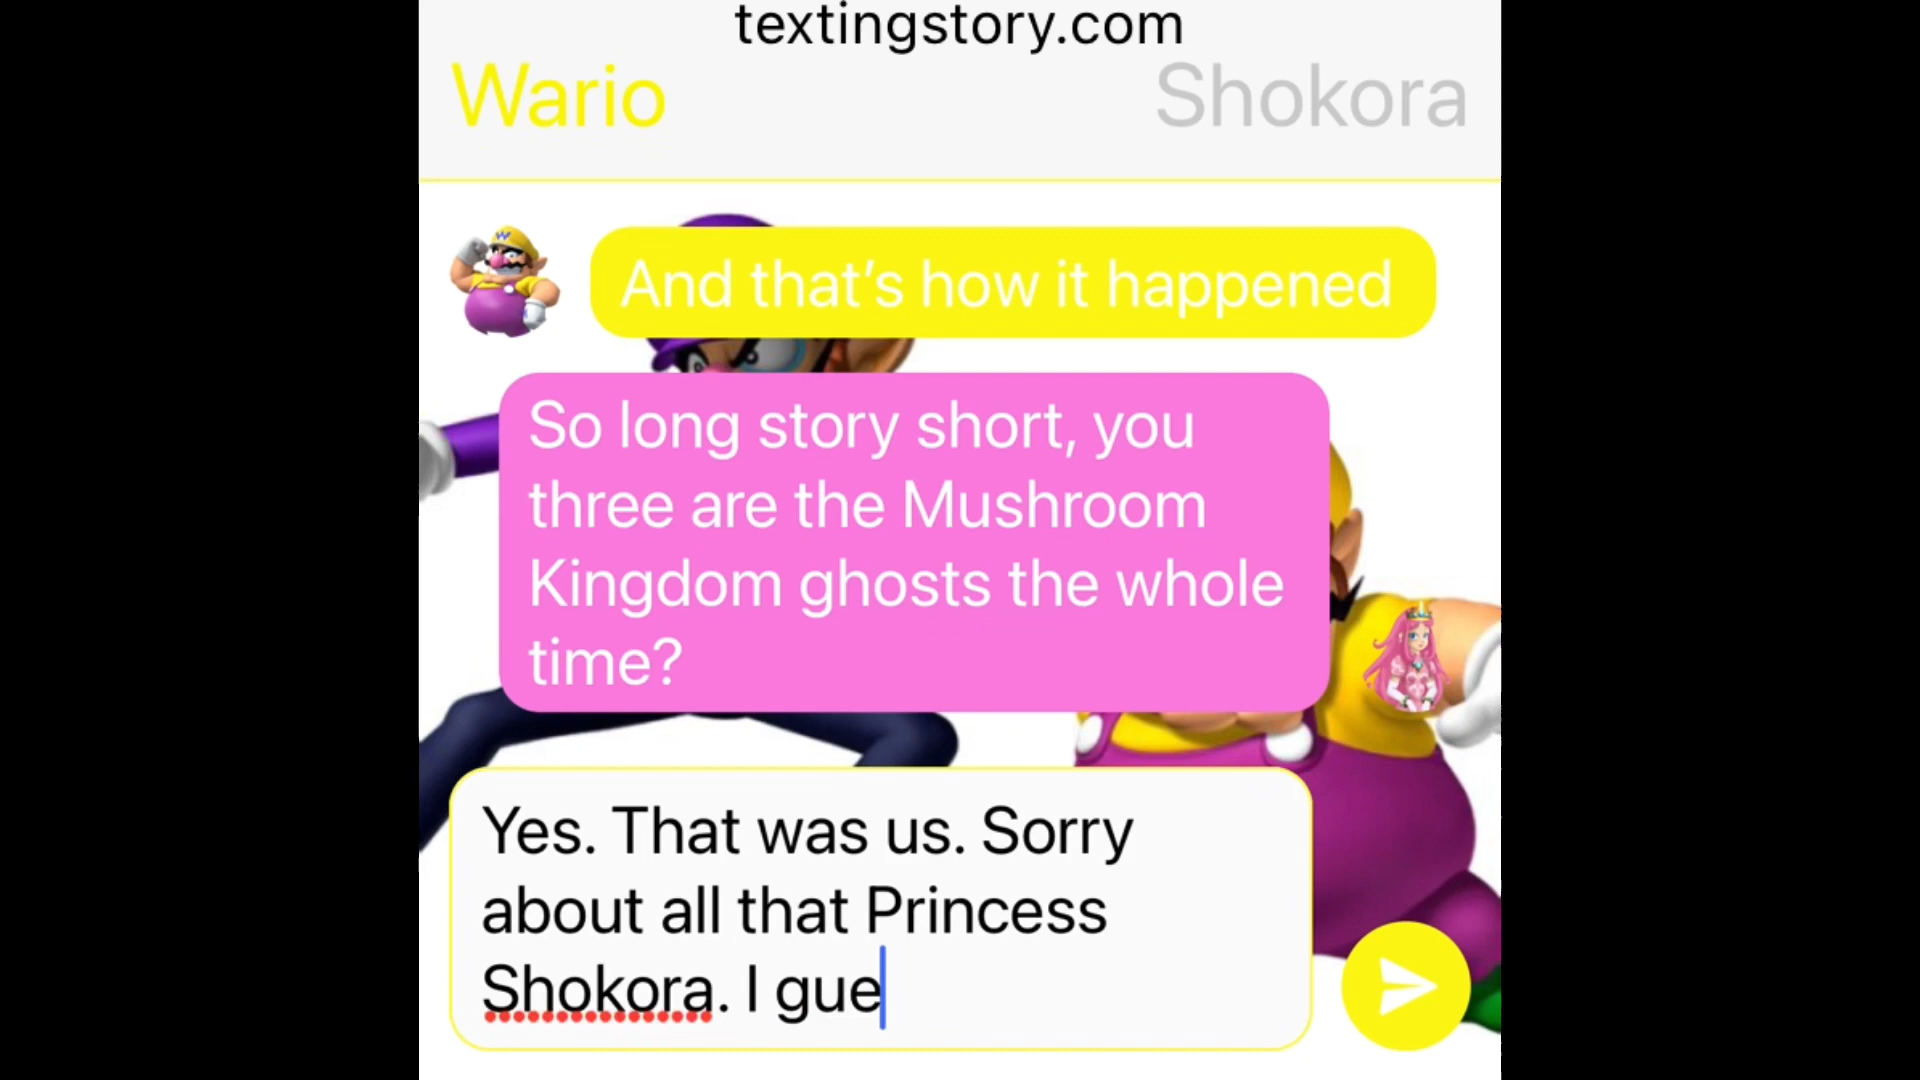 textingstory.com
Wario
Shokora
And that's how it happened
So long story short, you
three are the Mushroom
Kingdom ghosts the whole
time?
Yes. That was us. Sorry
about all that Princess
Shokora. I gue